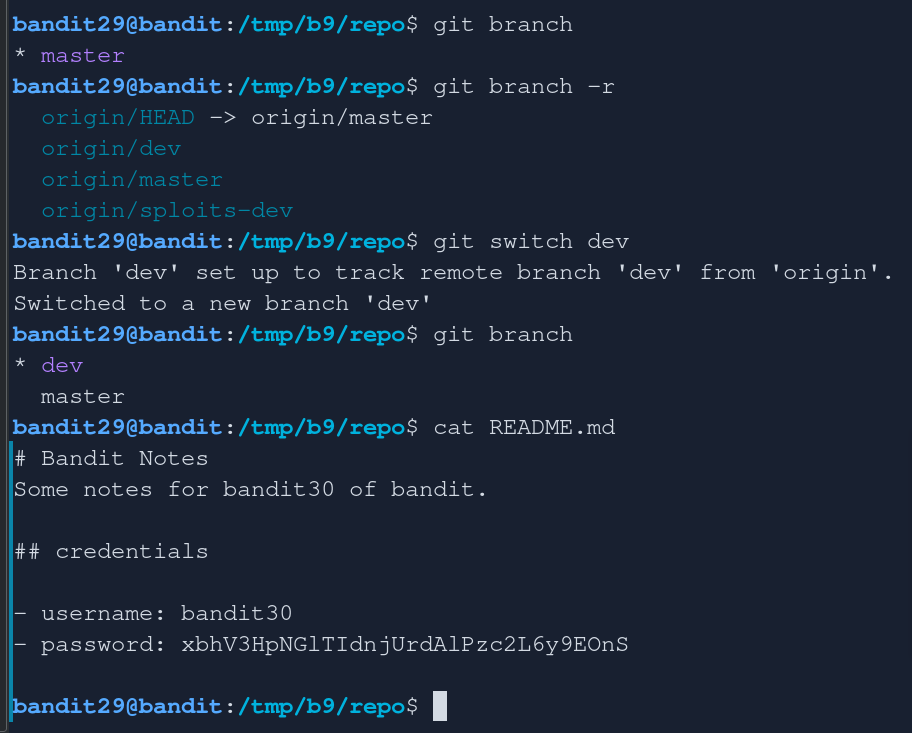 bandit29@bandit:/tmp/b9/repo$ git branch
* master
bandit29@bandit:/tmp/b9/repo$ git branch -r
  origin/HEAD -> origin/master
  origin/dev
  origin/master
  origin/sploits-dev
bandit29@bandit:/tmp/b9/repo$ git switch dev
Branch 'dev' set up to track remote branch 'dev' from 'origin'.
Switched to a new branch 'dev'
bandit29@bandit:/tmp/b9/repo$ git branch
* dev
  master
bandit29@bandit:/tmp/b9/repo$ cat README.md
# Bandit Notes
Some notes for bandit30 of bandit.

## credentials

- username: bandit30
- password: xbhV3HpNGlTIdnjUrdAlPzc2L6y9EOnS

bandit29@bandit:/tmp/b9/repo$